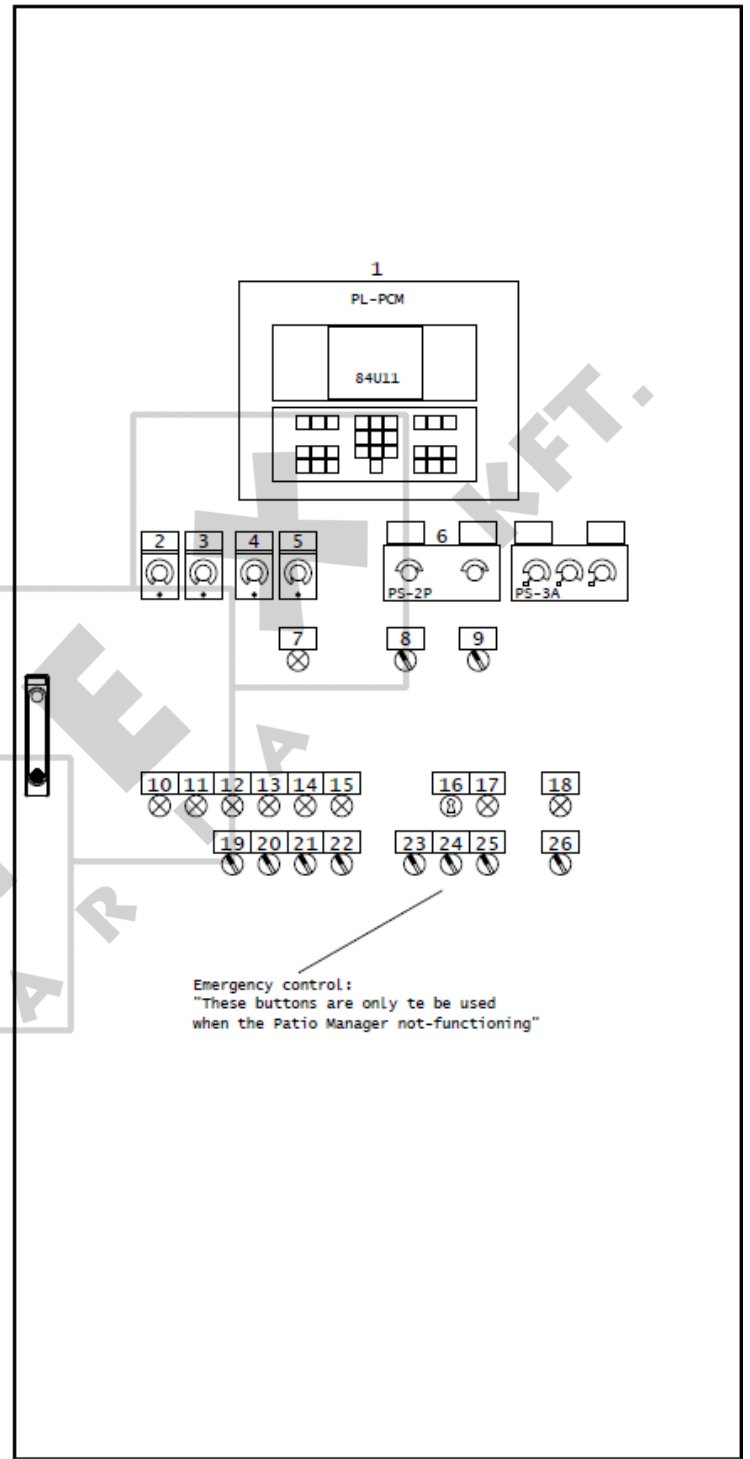 1
PL-PCM
84U11
2 3 4 5 6
PS-2P PS-3A
7 8 9
10 11 12 13 14 15 16 17 18
19 20 21 22 23 24 25 26
Emergency control:
"These buttons are only te be used
when the Patio Manager not-functioning"
KFT.